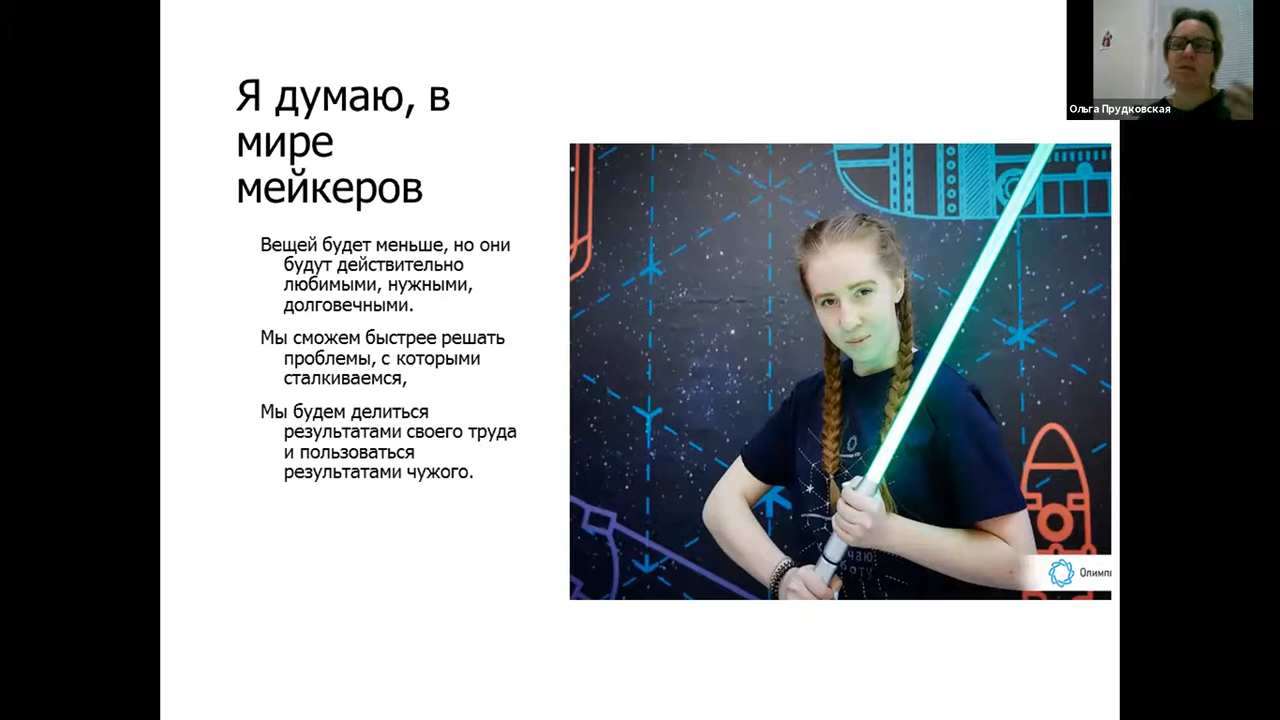 Я думаю, в
мире
мейкеров
Вещей будет меньше, но они
будут действительно
любимыми, нужными,
долговечными.
Мы сможем быстрее решать
проблемы, с которыми
сталкиваемся,
Мы будем делиться
результатами своего труда
и пользоваться
результатами чужого.
Ольга Прудковская